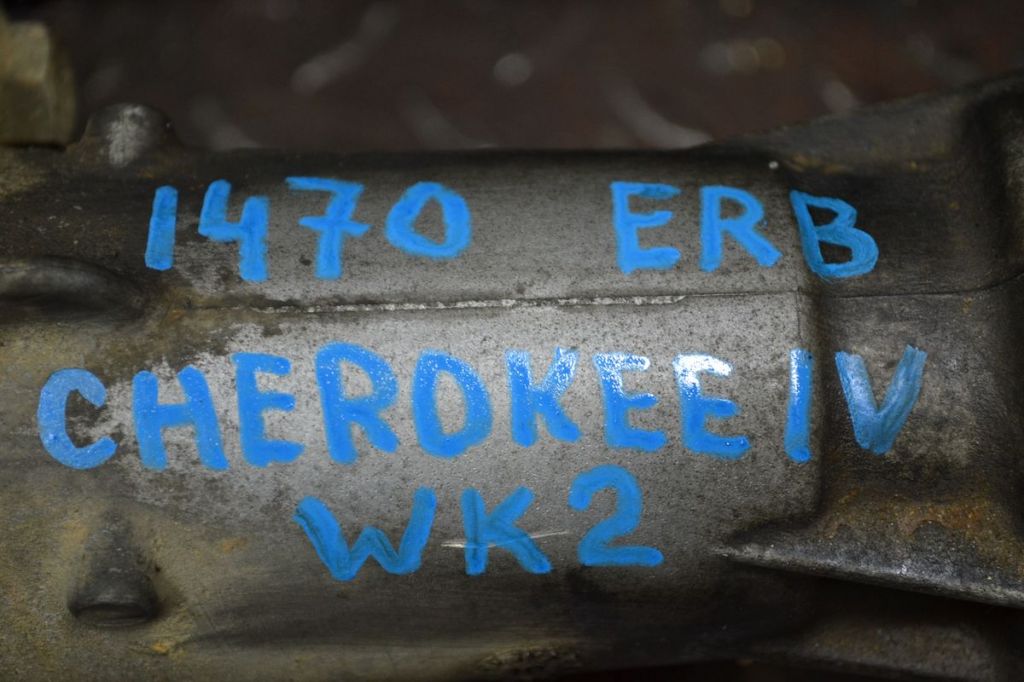 1470 ERB
CHEROKEE IV
WK2